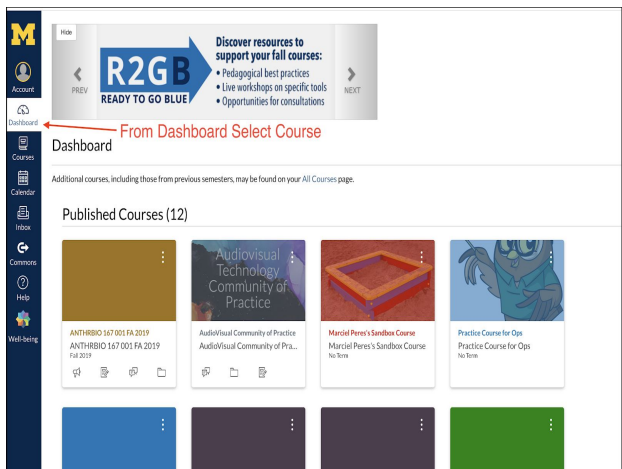 M
Account
Dashboard
Courses
Calendar
Inbox
Commons
Help
Well-being
Hide
PREV
R2GB
READY TO GO BLUE
Discover resources to
support your fall courses:
• Pedagogical best practices
• Live workshops on specific tools
• Opportunities for consultations
NEXT
From Dashboard Select Course
Dashboard
Additional courses, including those from previous semesters, may be found on your All Courses page.
Published Courses (12)
ANTHRBIO 167 001 FA 2019
ANTHRBIO 167 001 FA 2019
Fall 2019
Audiovisual
Technology
Community of
Practice
AudioVisual Community of Practice
AudioVisual Community of Pra...
Marciel Peres's Sandbox Course
Marciel Peres's Sandbox Course
No Term
Practice Course for Ops
Practice Course for Ops
No Term